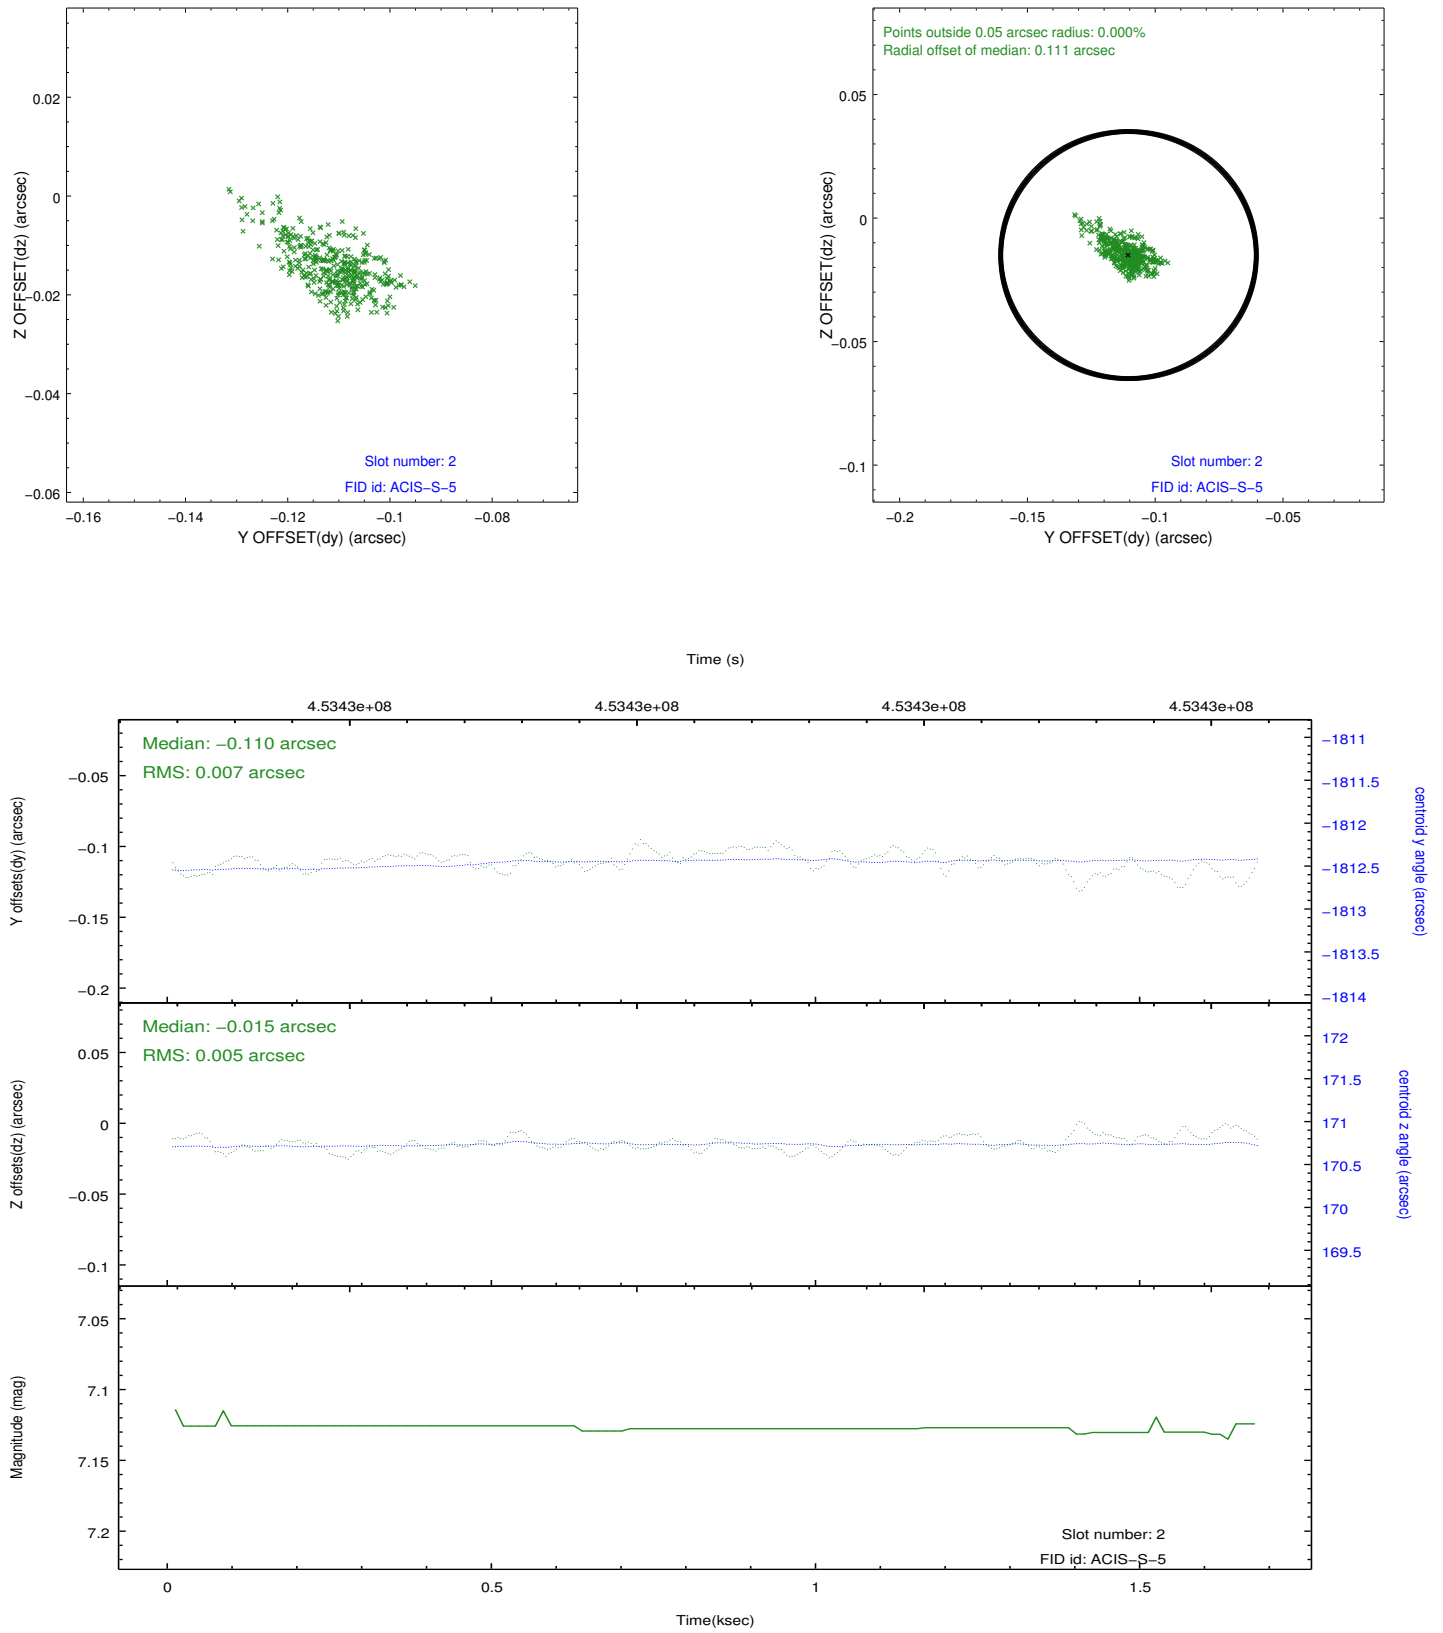 0.02
0
−0.02
−0.04
−0.06
Z OFFSET(dz) (arcsec)
Slot number: 2
FID id: ACIS−S−5
−0.16
−0.14
−0.12
−0.1
−0.08
Y OFFSET(dy) (arcsec)
Points outside 0.05 arcsec radius: 0.000%
Radial offset of median: 0.111 arcsec
0.05
0
−0.05
−0.1
Z OFFSET(dz) (arcsec)
Slot number: 2
FID id: ACIS−S−5
−0.2
−0.15
−0.1
−0.05
Y OFFSET(dy) (arcsec)
Time (s)
4.5343e+08
4.5343e+08
4.5343e+08
4.5343e+08
Median: −0.110 arcsec
RMS: 0.007 arcsec
−0.05
−0.1
−0.15
−0.2
Y offsets(dy) (arcsec)
−1811
−1811.5
−1812
−1812.5
−1813
−1813.5
−1814
centroid y angle (arcsec)
Median: −0.015 arcsec
RMS: 0.005 arcsec
0.05
0
−0.05
−0.1
Z offsets(dz) (arcsec)
172
171.5
171
170.5
170
169.5
centroid z angle (arcsec)
7.05
7.1
7.15
7.2
Magnitude (mag)
Slot number: 2
FID id: ACIS−S−5
0
0.5
1
1.5
Time(ksec)